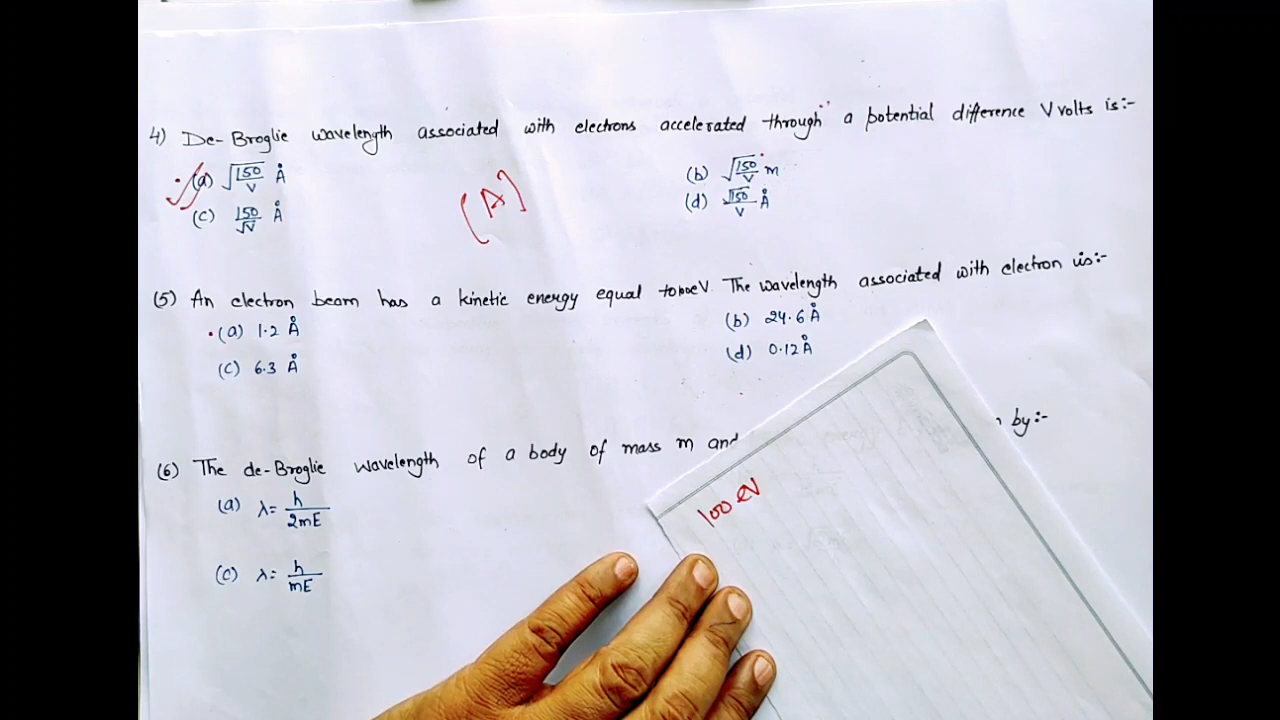 4) De-Broglie wavelength associated with electrons accelerated through a potential difference V volts is:-
(a) √150/V Å
(b) √150/V m
(c) 150/√V Å
(d) √150/V Å
[A]
(5) An electron beam has a kinetic energy equal to 100eV. The wavelength associated with electron is:-
(a) 1.2 Å
(b) 24.6 Å
(c) 6.3 Å
(d) 0.12 Å
(6) The de-Broglie wavelength of a body of mass m and by:-
(a) λ= h/2mE
(c) λ= h/mE
100 eV